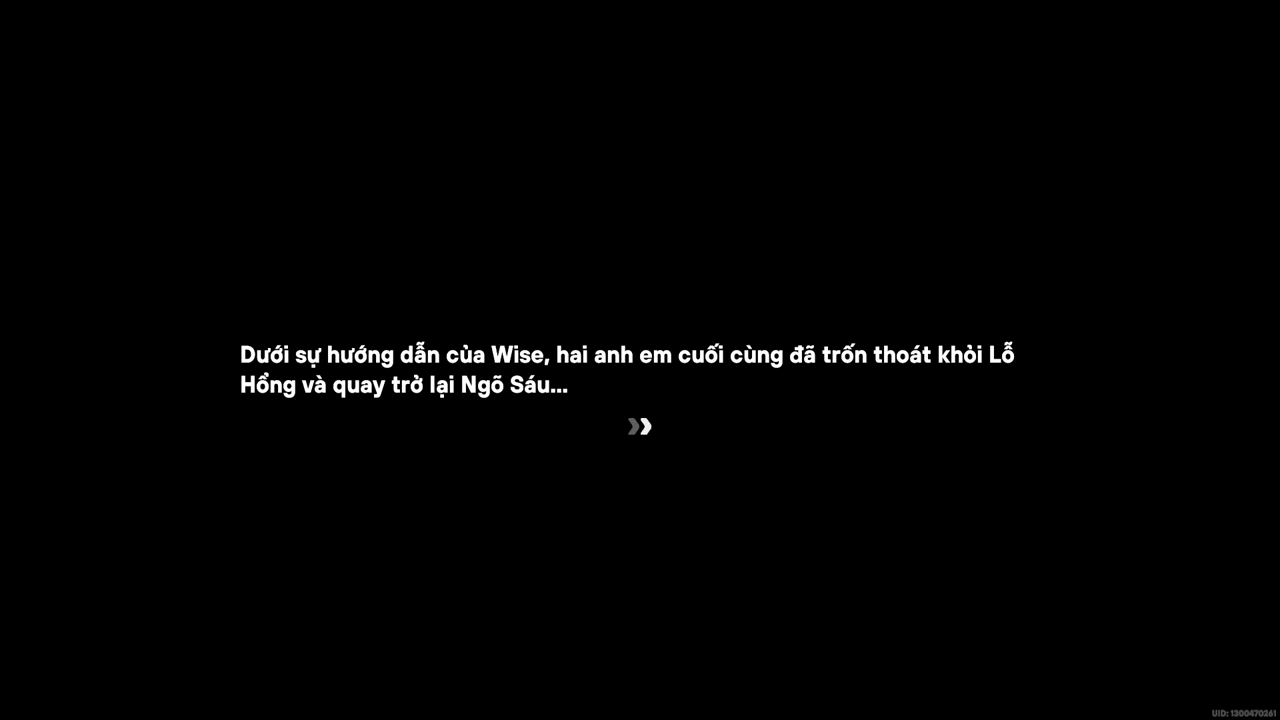 Dưới sự hướng dẫn của Wise, hai anh em cuối cùng đã trốn thoát khỏi Lỗ
Hổng và quay trở lại Ngõ Sáu...
UID: 1300470261